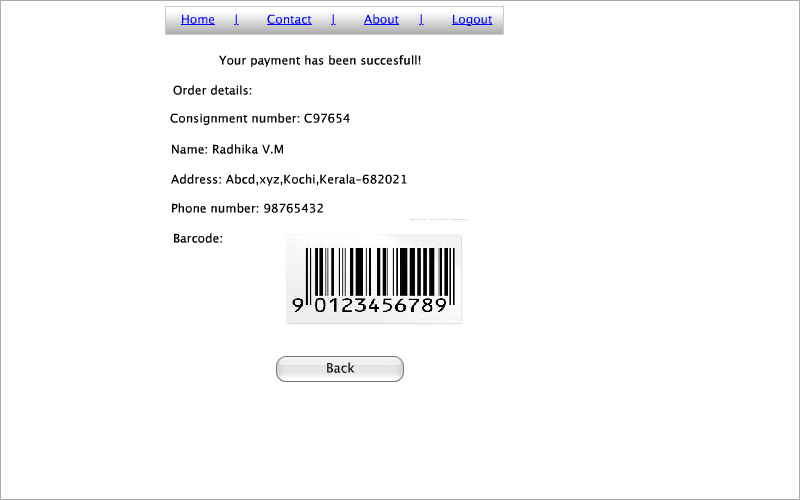 Home | Contact | About | Logout
Your payment has been succesfull!
Order details:
Consignment number: C97654
Name: Radhika V.M
Address: Abcd,xyz,Kochi,Kerala-682021
Phone number: 98765432
Barcode:
9 0123456789
Back